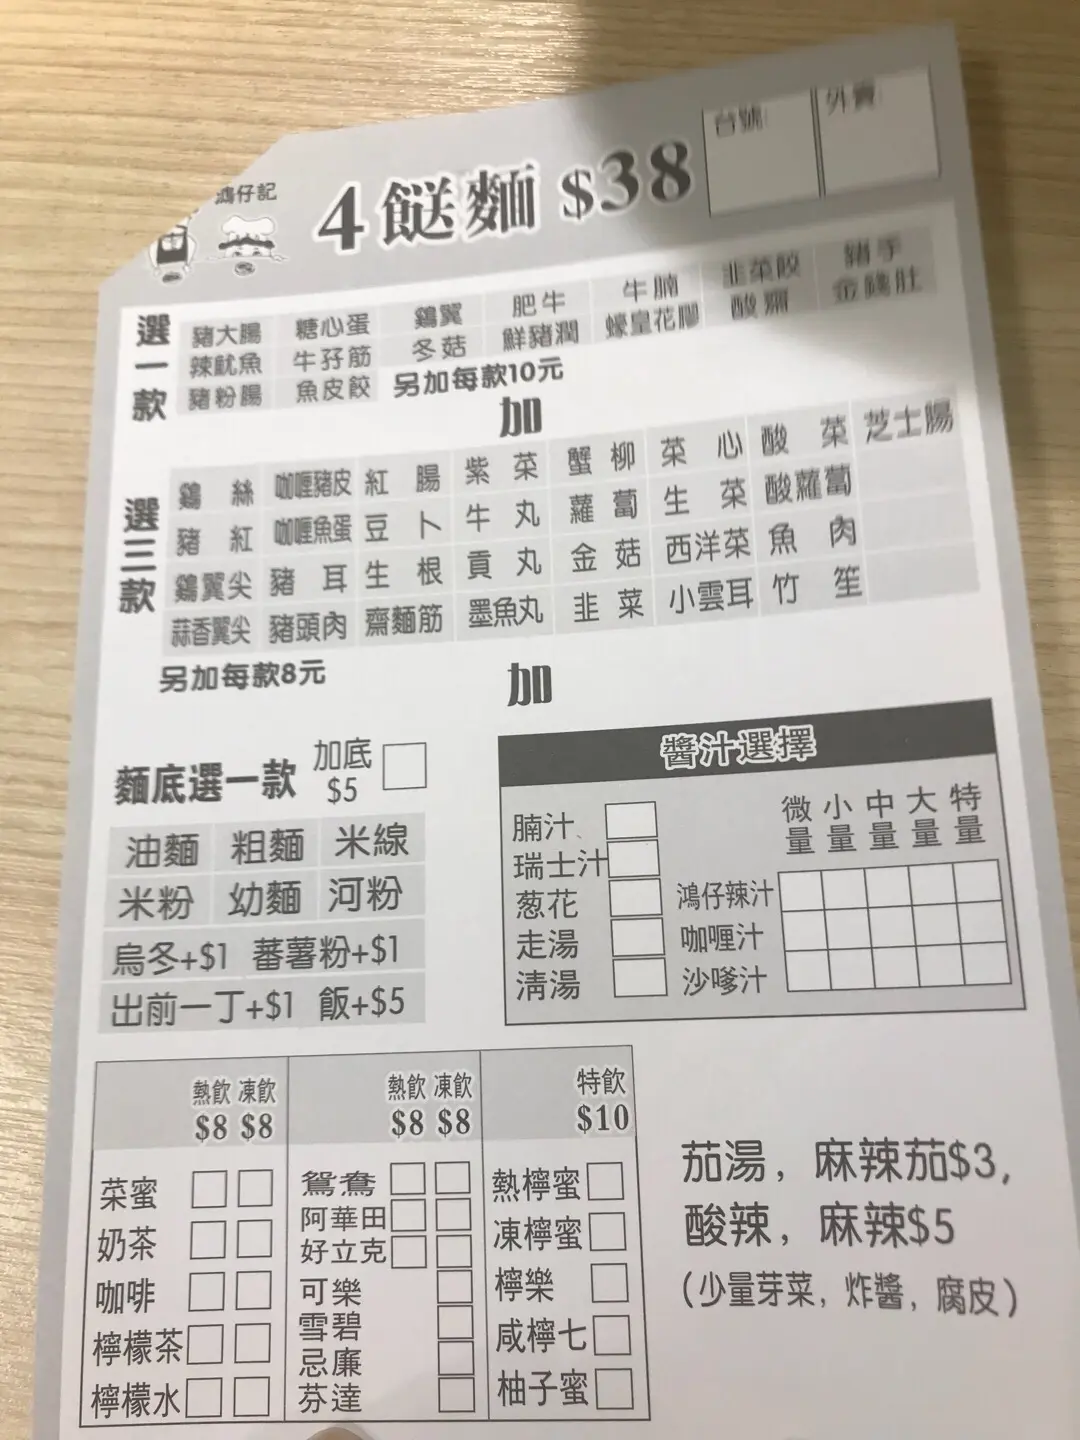 鴻仔記
4餸麵 $38
台號:
外賣:
選一款
豬大腸 糖心蛋 鷄翼 肥牛 牛腩 韭菜餃 豬手
辣魷魚 牛孖筋 冬菇 鮮豬潤 蠔皇花膠 酸齋 金錢肚
豬粉腸 魚皮餃 另加每款10元
加
選三款
鷄絲 咖喱豬皮 紅腸 紫菜 蟹柳 菜心 酸菜 芝士腸
豬紅 咖喱魚蛋 豆卜 牛丸 蘿蔔 生菜 酸蘿蔔
鷄翼尖 豬耳 生根 貢丸 金菇 西洋菜 魚肉
蒜香翼尖 豬頭肉 齋麵筋 墨魚丸 韭菜 小雲耳 竹笙
另加每款8元
加
麵底選一款 加底 $5
油麵 粗麵 米線
米粉 幼麵 河粉
烏冬+$1 蕃薯粉+$1
出前一丁+$1 飯+$5
醬汁選擇
微量 小量 中量 大量 特量
腩汁
瑞士汁
葱花
走湯
清湯
鴻仔辣汁
咖喱汁
沙嗲汁
熱飲 凍飲
$8 $8
菜蜜
奶茶
咖啡
檸檬茶
檸檬水
熱飲 凍飲
$8 $8
鴛鴦
阿華田
好立克
可樂
雪碧
忌廉
芬達
特飲
$10
熱檸蜜
凍檸蜜
檸樂
咸檸七
柚子蜜
茄湯，麻辣茄$3，
酸辣，麻辣$5
（少量芽菜，炸醬，腐皮）